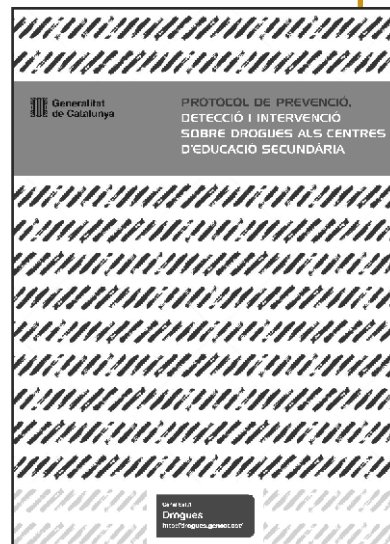 Generalitat
de Catalunya
PROTOCOL DE PREVENCIÓ,
DETECCIÓ I INTERVENCIÓ
SOBRE DROGUES ALS CENTRES
D'EDUCACIÓ SECUNDÀRIA
Drogues